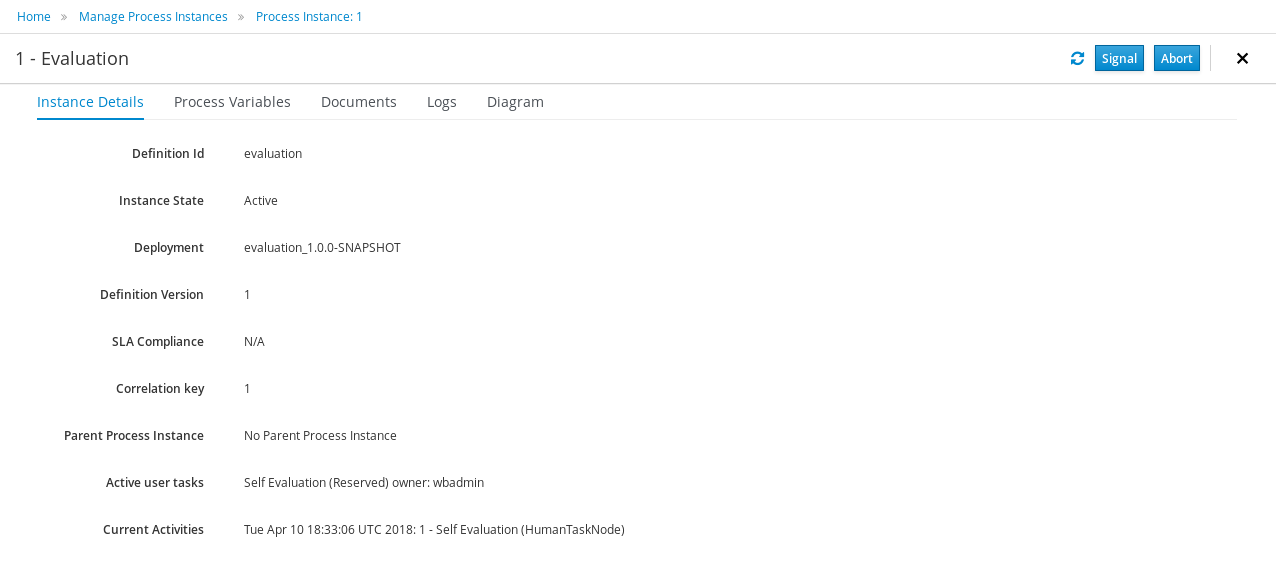 Home » Manage Process Instances » Process Instance: 1
1 - Evaluation Signal Abort
Instance Details Process Variables Documents Logs Diagram
Definition Id evaluation
Instance State Active
Deployment evaluation_1.0.0-SNAPSHOT
Definition Version 1
SLA Compliance N/A
Correlation key 1
Parent Process Instance No Parent Process Instance
Active user tasks Self Evaluation (Reserved) owner: wbadmin
Current Activities Tue Apr 10 18:33:06 UTC 2018: 1 - Self Evaluation (HumanTaskNode)